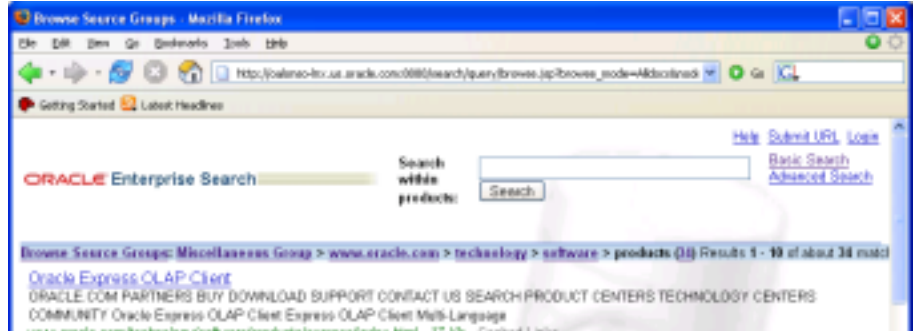 Browse Source Groups - Mozilla Firefox
File Edit View Go Bookmarks Tools Help
Go
Getting Started Latest Headlines
Help Submit URL Login
ORACLE Enterprise Search
Search within products:
Search
Basic Search
Advanced Search
Browse Source Groups: Miscellaneous Group > www.oracle.com > technology > software > products Results 1 - 10 of about
Oracle Express OLAP Client
ORACLE.COM PARTNERS BUY DOWNLOAD SUPPORT CONTACT US SEARCH PRODUCT CENTERS TECHNOLOGY CENTERS
COMMUNITY Oracle Express OLAP Client Express OLAP Client Multi-Language